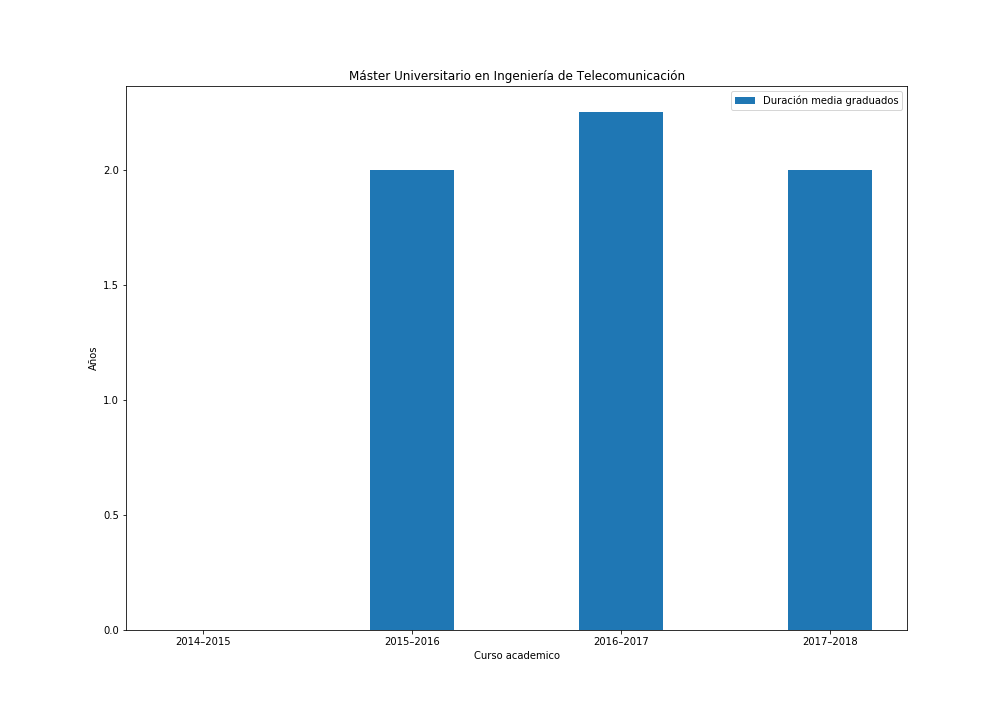 Máster Universitario en Ingeniería de Telecomunicación
Duración media graduados
2.0
1.5
1.0
0.5
0.0
Años
2014–2015
2015–2016
2016–2017
2017–2018
Curso academico